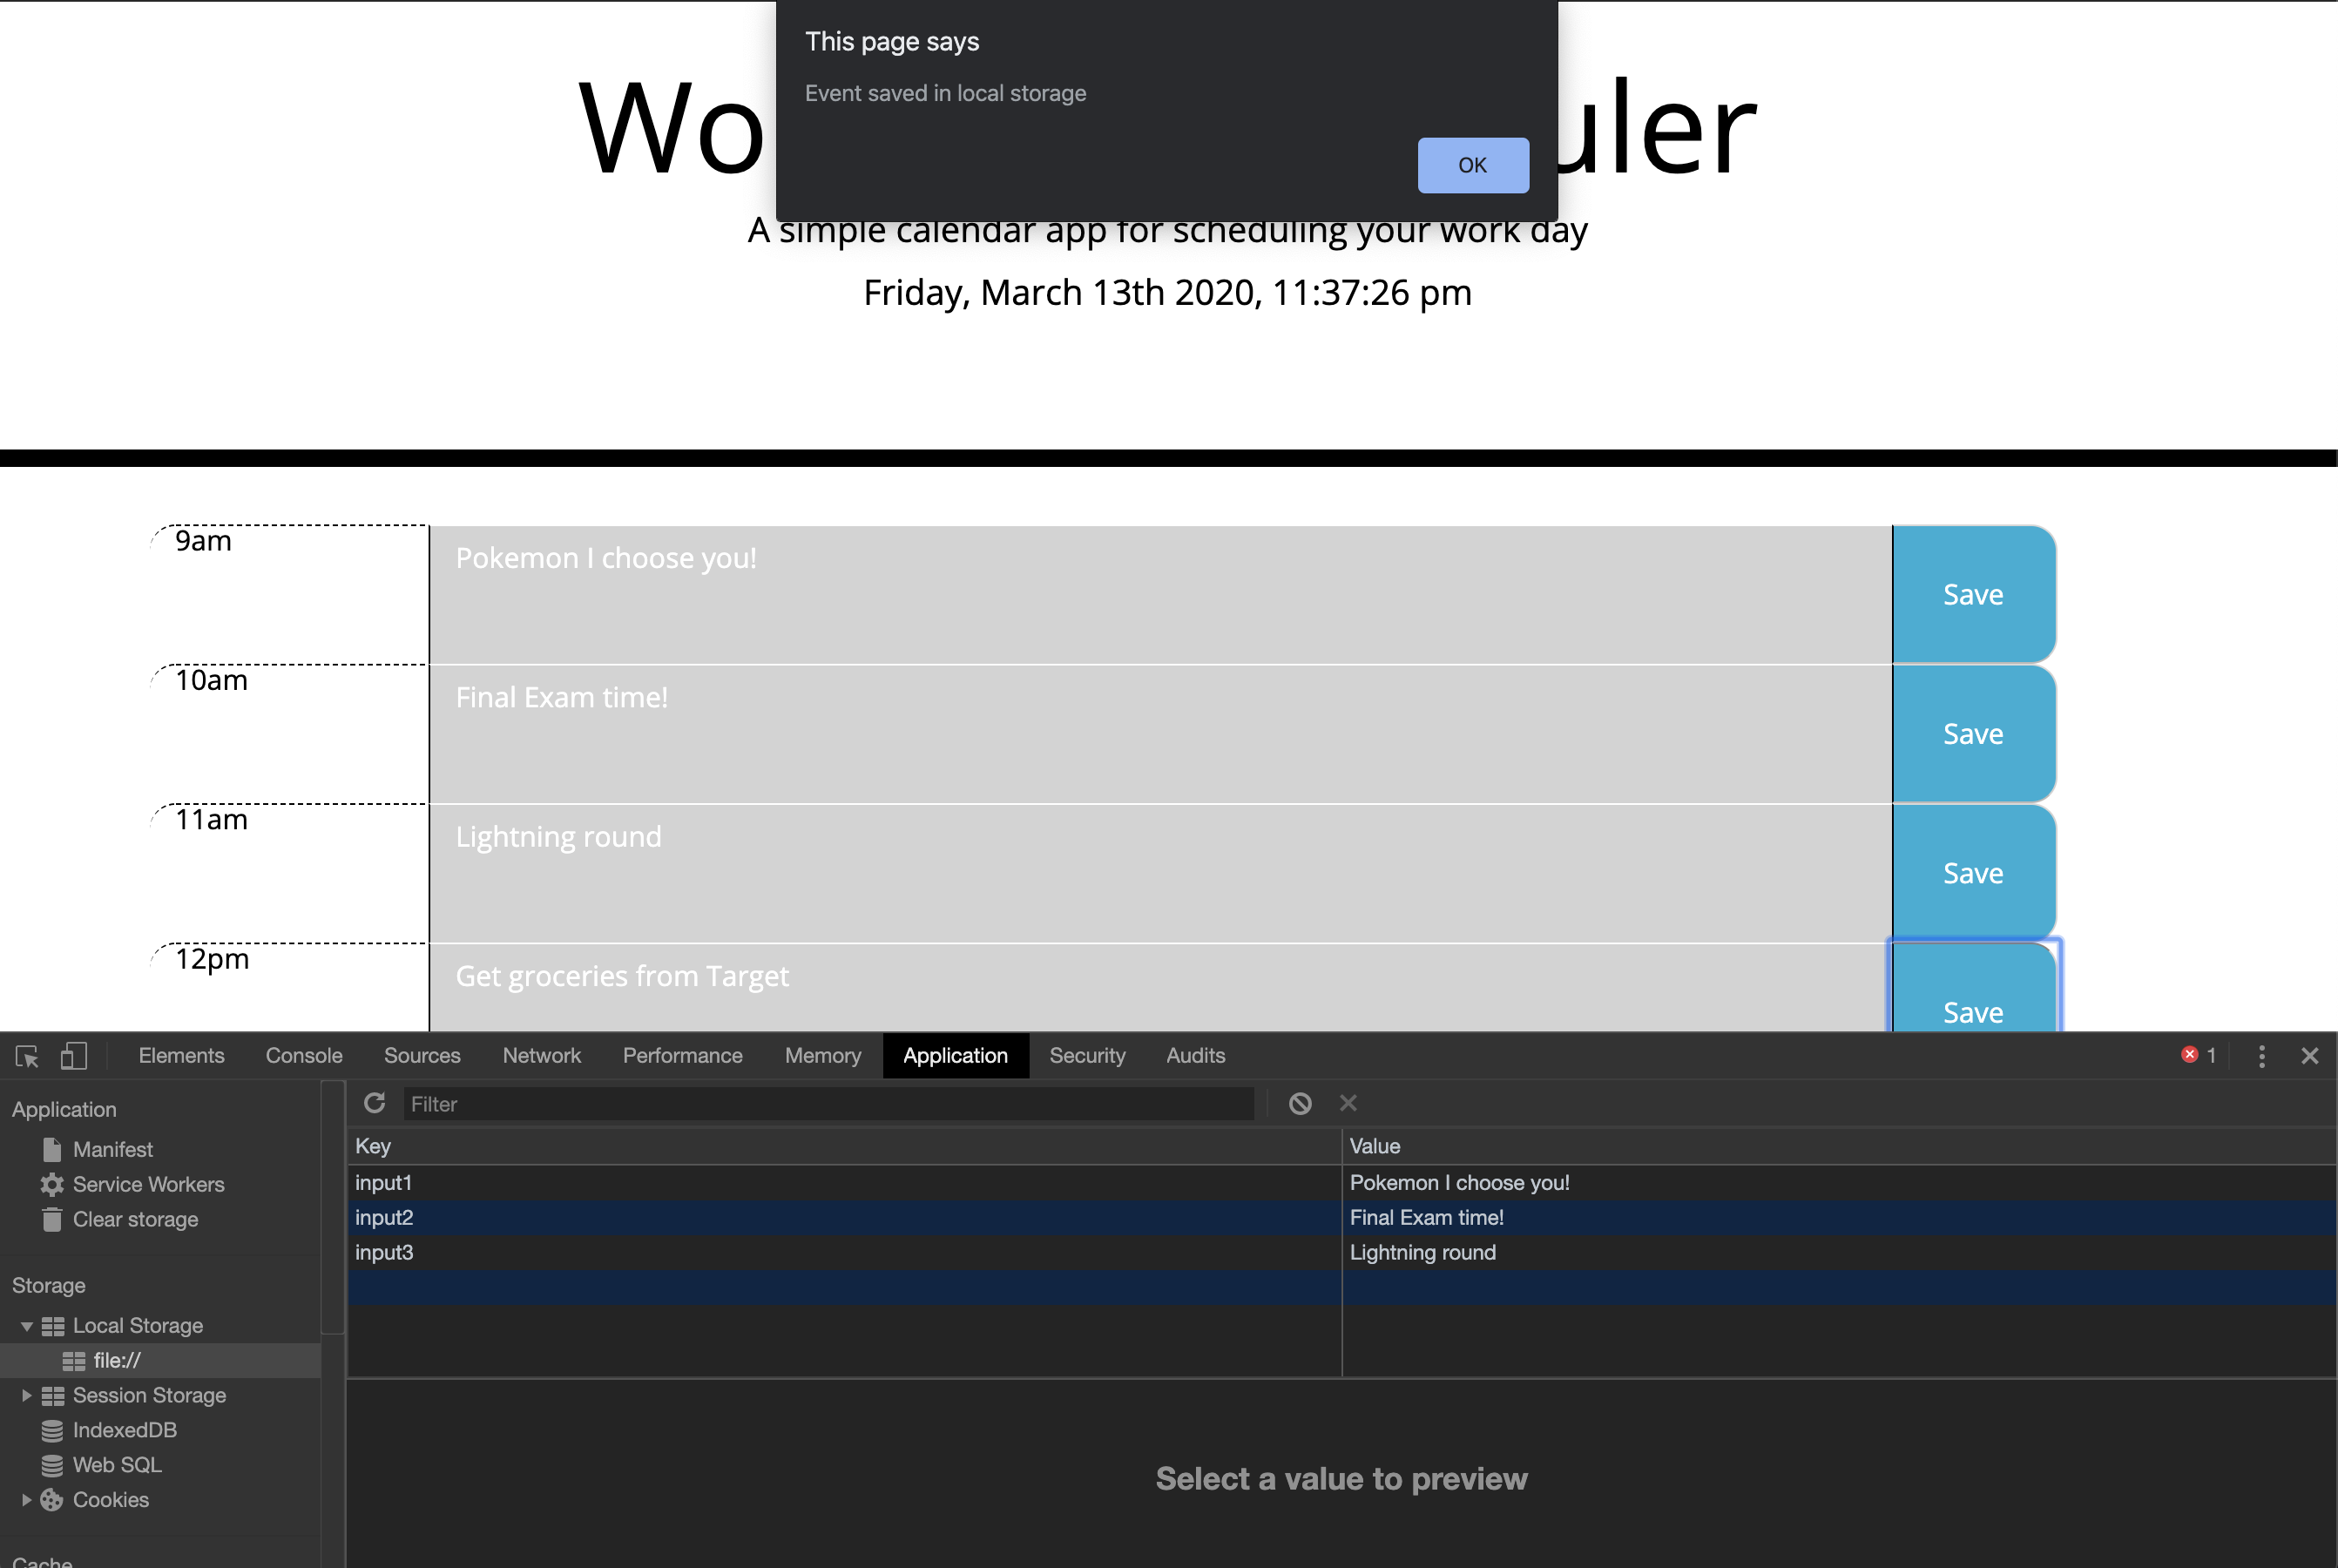 This page says
Event saved in local storage
OK
Wo
uler
A simple calendar app for scheduling your work day
Friday, March 13th 2020, 11:37:26 pm
9am
Pokemon I choose you!
Save
10am
Final Exam time!
Save
11am
Lightning round
Save
12pm
Get groceries from Target
Save
Elements Console Sources Network Performance Memory Application Security Audits 1
Application
Manifest
Service Workers
Clear storage
Storage
Local Storage
file://
Session Storage
IndexedDB
Web SQL
Cookies
Cache
Filter
Key Value
input1 Pokemon I choose you!
input2 Final Exam time!
input3 Lightning round
Select a value to preview